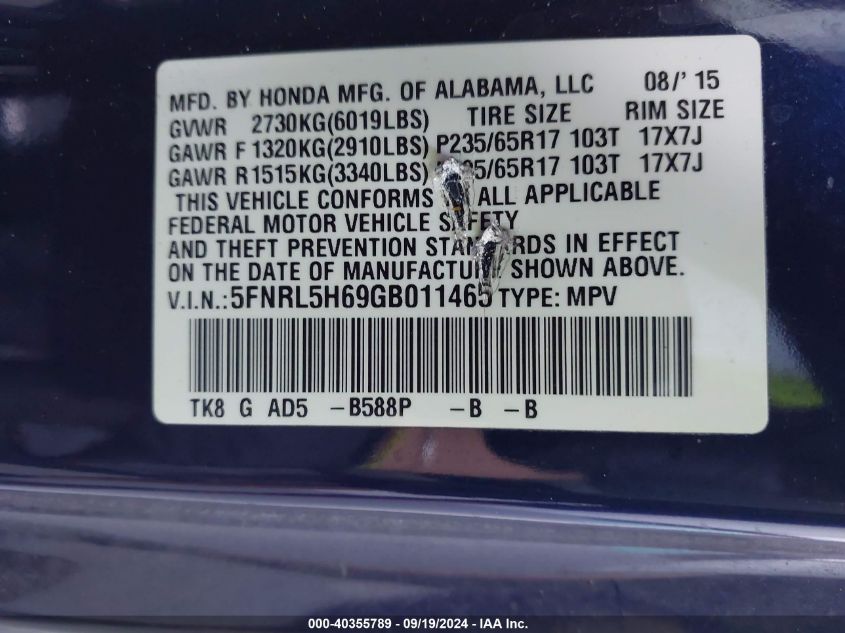 MFD. BY HONDA MFG. OF ALABAMA, LLC 08/'15
GVWR 2730KG(6019LBS) TIRE SIZE RIM SIZE
GAWR F 1320KG(2910LBS) P235/65R17 103T 17X7J
GAWR R 1515KG(3340LBS) 103T 17X7J
THIS VEHICLE CONFORMS ALL APPLICABLE
FEDERAL MOTOR VEHICLE SAFETY
AND THEFT PREVENTION STANDARDS IN EFFECT
ON THE DATE OF MANUFACTURE SHOWN ABOVE.
V.I.N.: 5FNRL5H69GB011465 TYPE: MPV
TK8 G AD5 -B588P -B -B
000-40355789 - 09/19/2024 - IAA Inc.